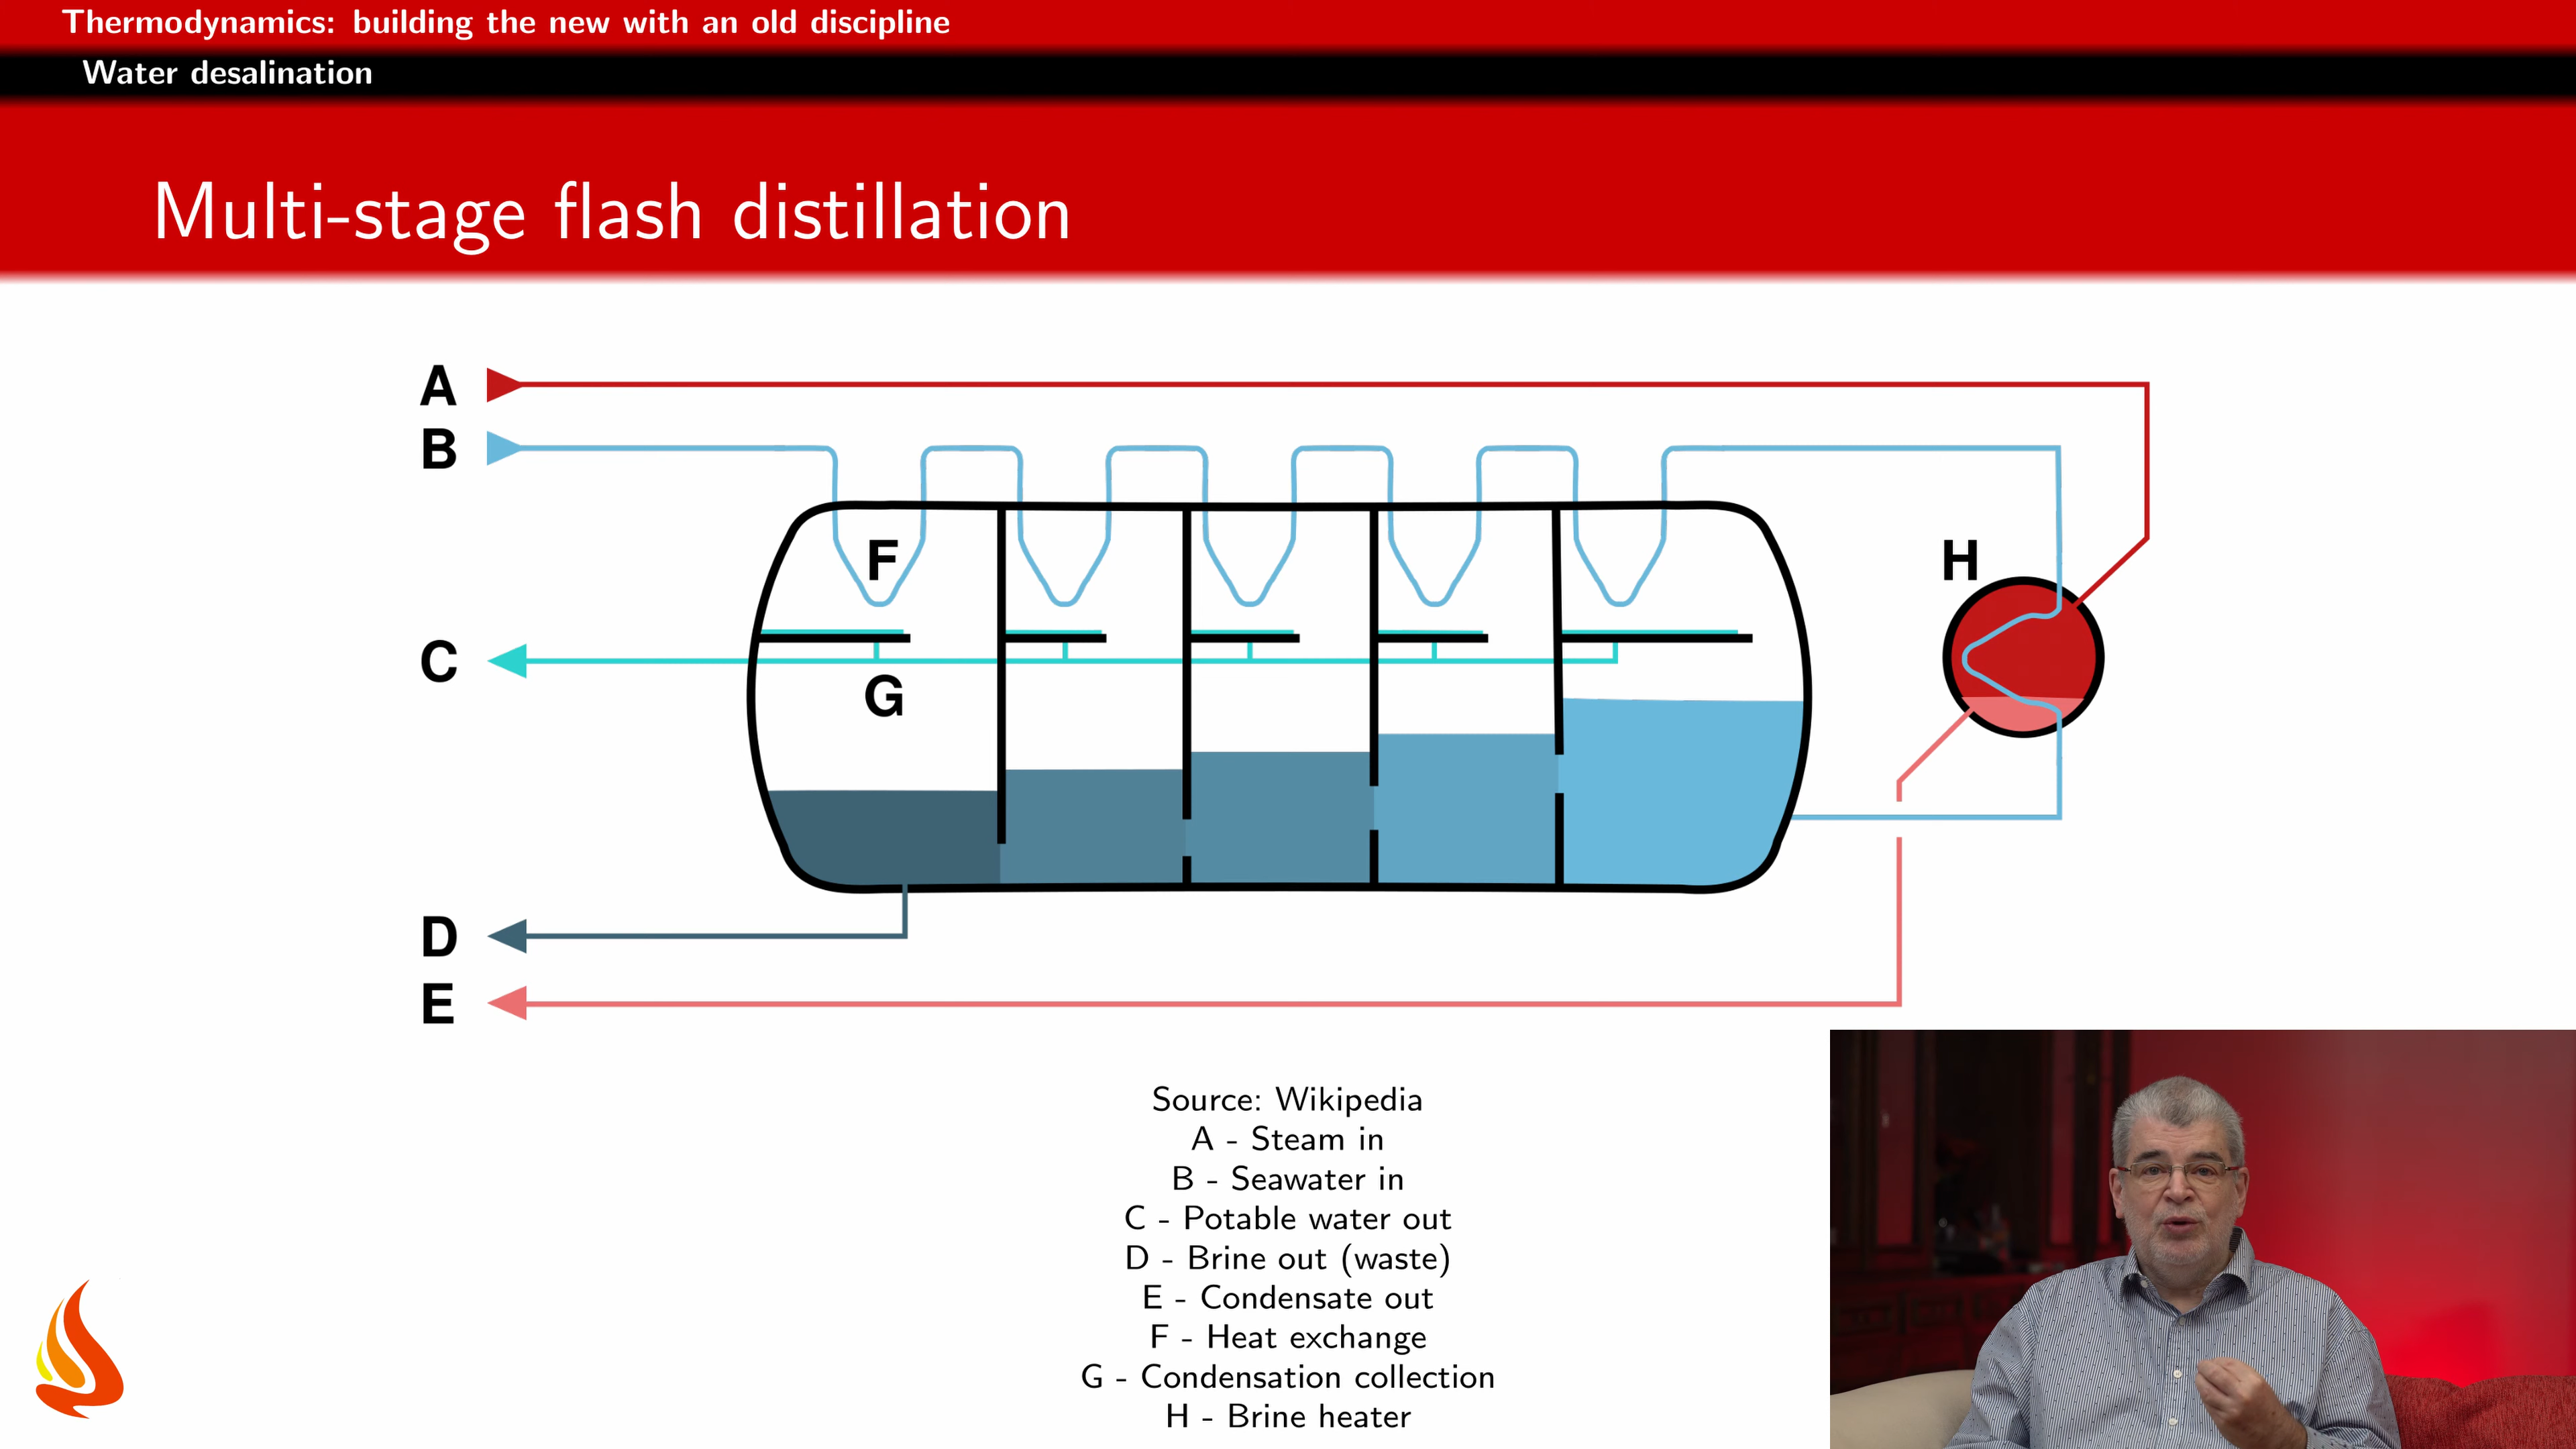 Thermodynamics: building the new with an old discipline
Water desalination
Multi-stage flash distillation
A
B
F
H
C
G
D
E
Source: Wikipedia
A - Steam in
B - Seawater in
C - Potable water out
D - Brine out (waste)
E - Condensate out
F - Heat exchange
G - Condensation collection
H - Brine heater